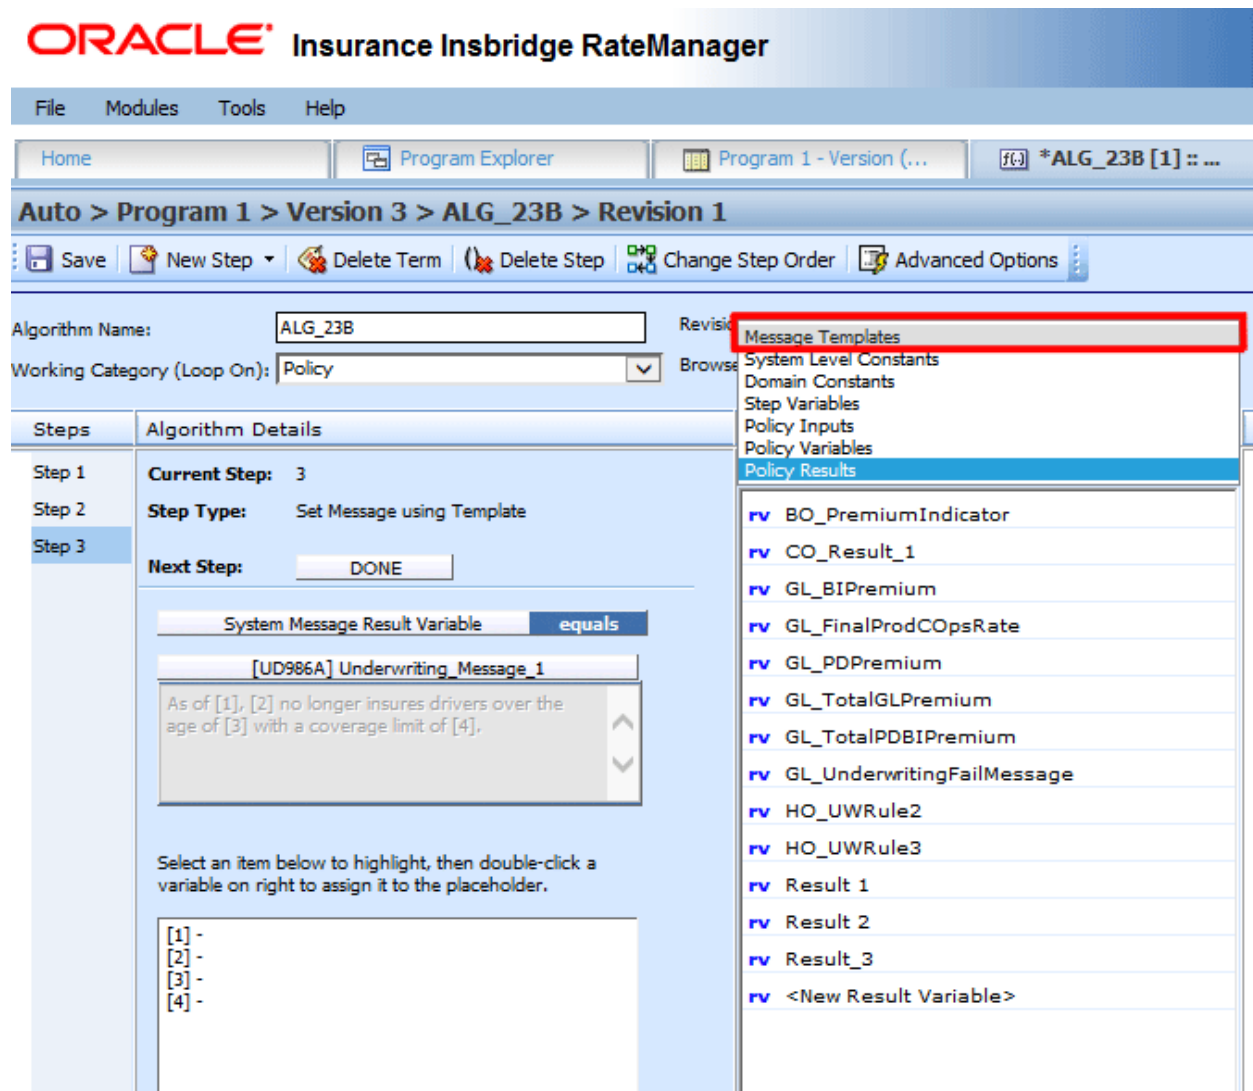 ORACLE Insurance Insbridge RateManager
File Modules Tools Help
Home Program Explorer Program 1 - Version (... f(.) *ALG_23B [1] :: ...
Auto > Program 1 > Version 3 > ALG_23B > Revision 1
Save New Step Delete Term Delete Step Change Step Order Advanced Options
Algorithm Name: ALG_23B
Working Category (Loop On): Policy
Message Templates
System Level Constants
Domain Constants
Step Variables
Policy Inputs
Policy Variables
Policy Results
Steps
Step 1
Step 2
Step 3
Algorithm Details
Current Step: 3
Step Type: Set Message using Template
Next Step: DONE
System Message Result Variable equals
[UD986A] Underwriting_Message_1
As of [1], [2] no longer insures drivers over the
age of [3] with a coverage limit of [4].
Select an item below to highlight, then double-click a
variable on right to assign it to the placeholder.
[1] -
[2] -
[3] -
[4] -
rv BO_PremiumIndicator
rv CO_Result_1
rv GL_BIPremium
rv GL_FinalProdCOpsRate
rv GL_PDPremium
rv GL_TotalGLPremium
rv GL_TotalPDBIPremium
rv GL_UnderwritingFailMessage
rv HO_UWRule2
rv HO_UWRule3
rv Result 1
rv Result 2
rv Result_3
rv <New Result Variable>